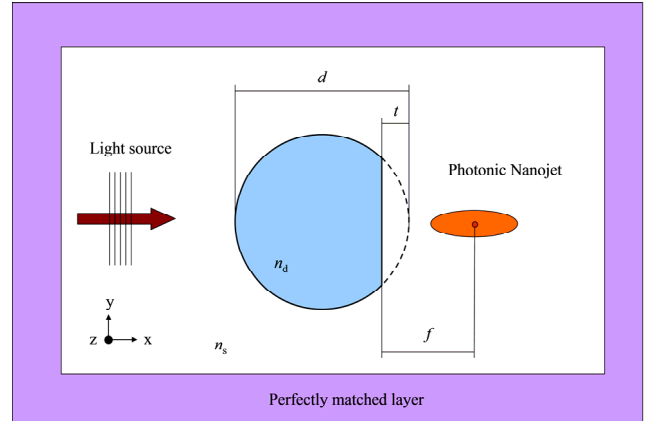 d
t
Light source
Photonic Nanojet
n_d
y
z
x
n_s
f
Perfectly matched layer